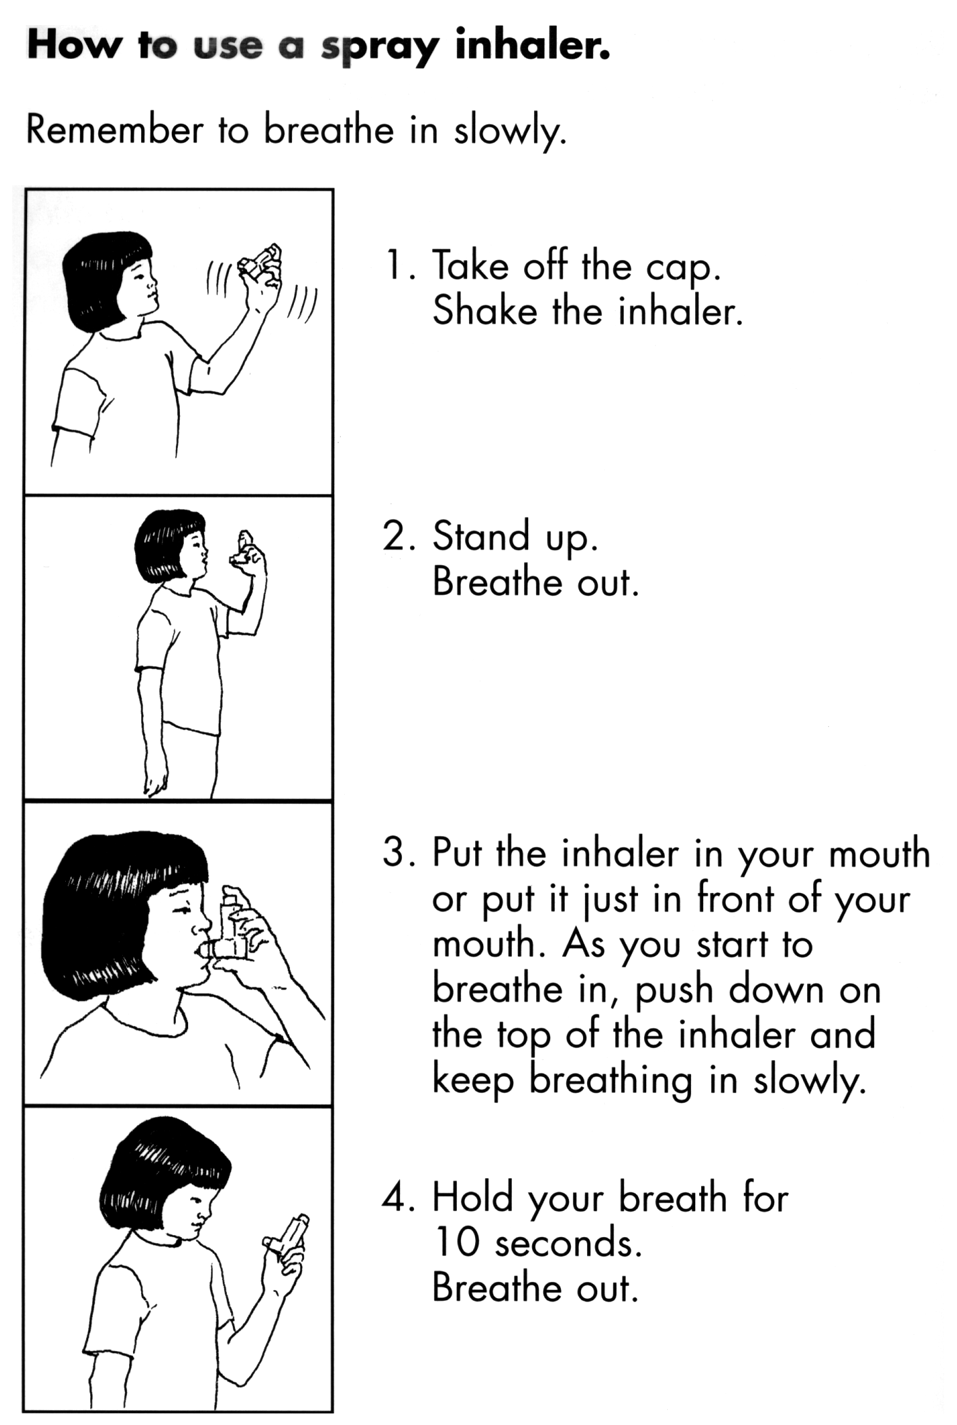 How to use a spray inhaler.
Remember to breathe in slowly.
1. Take off the cap.
Shake the inhaler.
2. Stand up.
Breathe out.
3. Put the inhaler in your mouth
or put it just in front of your
mouth. As you start to
breathe in, push down on
the top of the inhaler and
keep breathing in slowly.
4. Hold your breath for
10 seconds.
Breathe out.